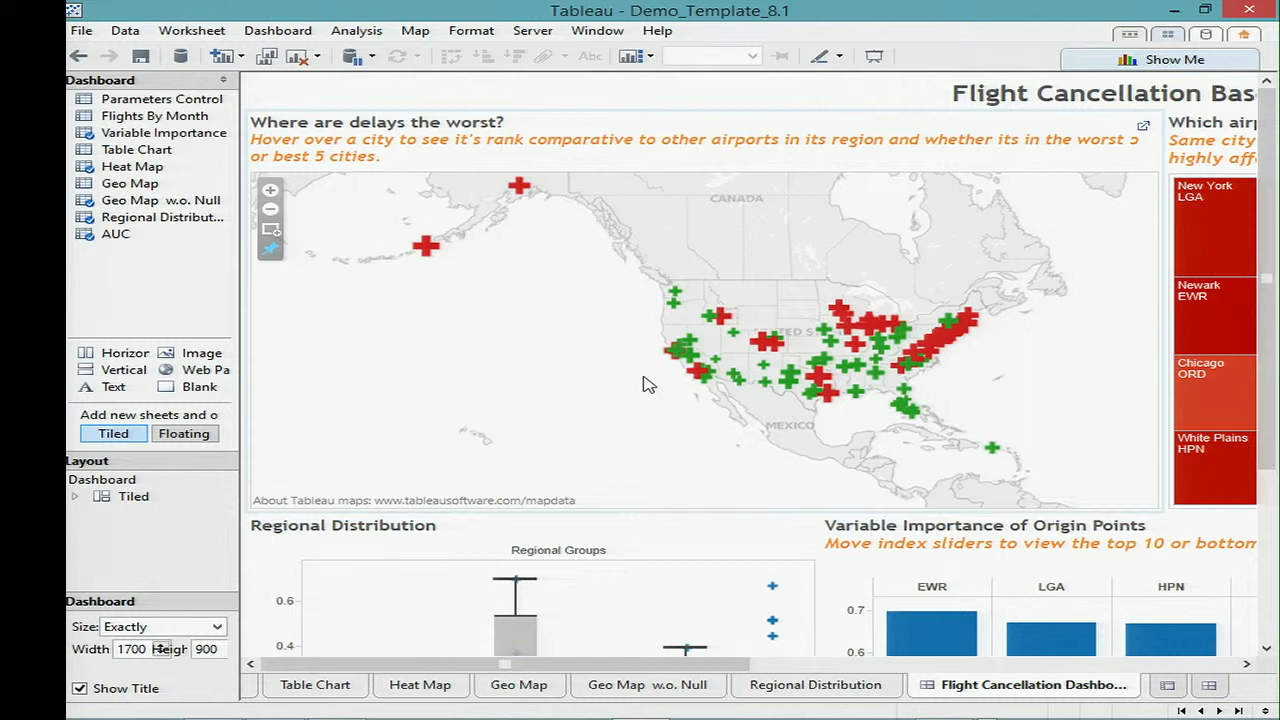 Tableau - Demo_Template_8.1
File Data Worksheet Dashboard Analysis Map Format Server Window Help
Abc
Show Me
Dashboard
Parameters Control
Flights By Month
Variable Importance
Table Chart
Heat Map
Geo Map
Geo Map w.o. Null
Regional Distribut...
AUC
Horizon Image
Vertical Web Pa
Text Blank
Add new sheets and o
Tiled Floating
Layout
Dashboard
Tiled
Dashboard
Size: Exactly
Width 1700 Heigh 900
Show Title
Flight Cancellation Bas
Where are delays the worst?
Hover over a city to see it's rank comparative to other airports in its region and whether its in the worst 5
or best 5 cities.
CANADA
UNITED STA
MEXICO
About Tableau maps: www.tableausoftware.com/mapdata
Which airp
Same city
highly affe
New York
LGA
Newark
EWR
Chicago
ORD
White Plains
HPN
Regional Distribution
Regional Groups
0.6
0.4
Variable Importance of Origin Points
Move index sliders to view the top 10 or bottom
EWR LGA HPN
0.7
0.6
Table Chart Heat Map Geo Map Geo Map w.o. Null Regional Distribution Flight Cancellation Dashbo...